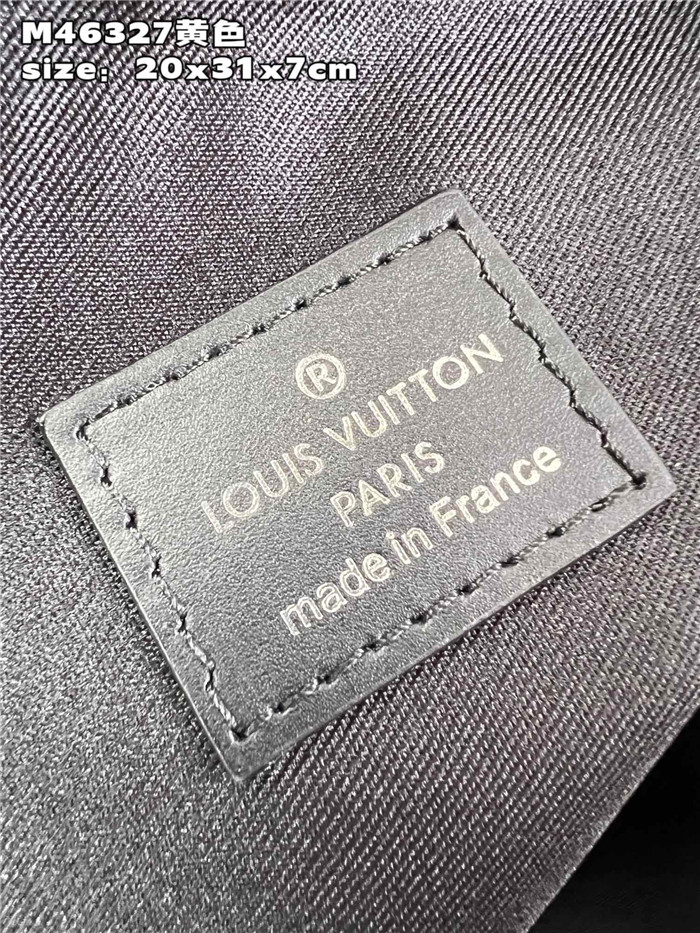 M46327黄色
size：20x31x7cm
®
LOUIS VUITTON
PARIS
made in France